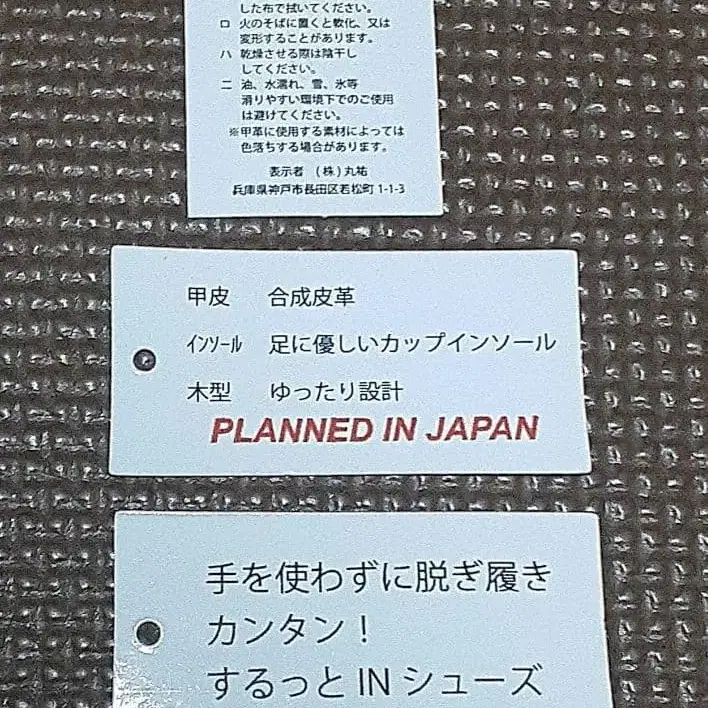 した布で拭いてください。
ロ 火のそばに置くと軟化、又は
変形することがあります。
ハ 乾燥させる際は陰干し
してください。
ニ 油、水濡れ、雪、氷等
滑りやすい環境下でのご使用
は避けてください。
※甲革に使用する素材によっては
色落ちする場合があります。
表示者 (株)丸祐
兵庫県神戸市長田区若松町1-1-3
甲皮 合成皮革
インソール 足に優しいカップインソール
木型 ゆったり設計
PLANNED IN JAPAN
手を使わずに脱ぎ履き
カンタン!
するっとINシューズ